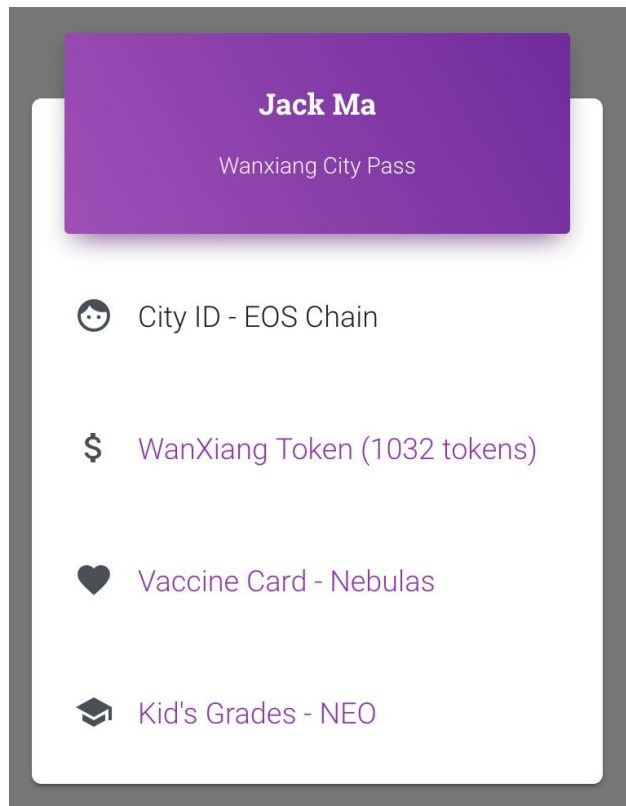 Jack Ma
Wanxiang City Pass
City ID - EOS Chain
WanXiang Token (1032 tokens)
Vaccine Card - Nebulas
Kid's Grades - NEO